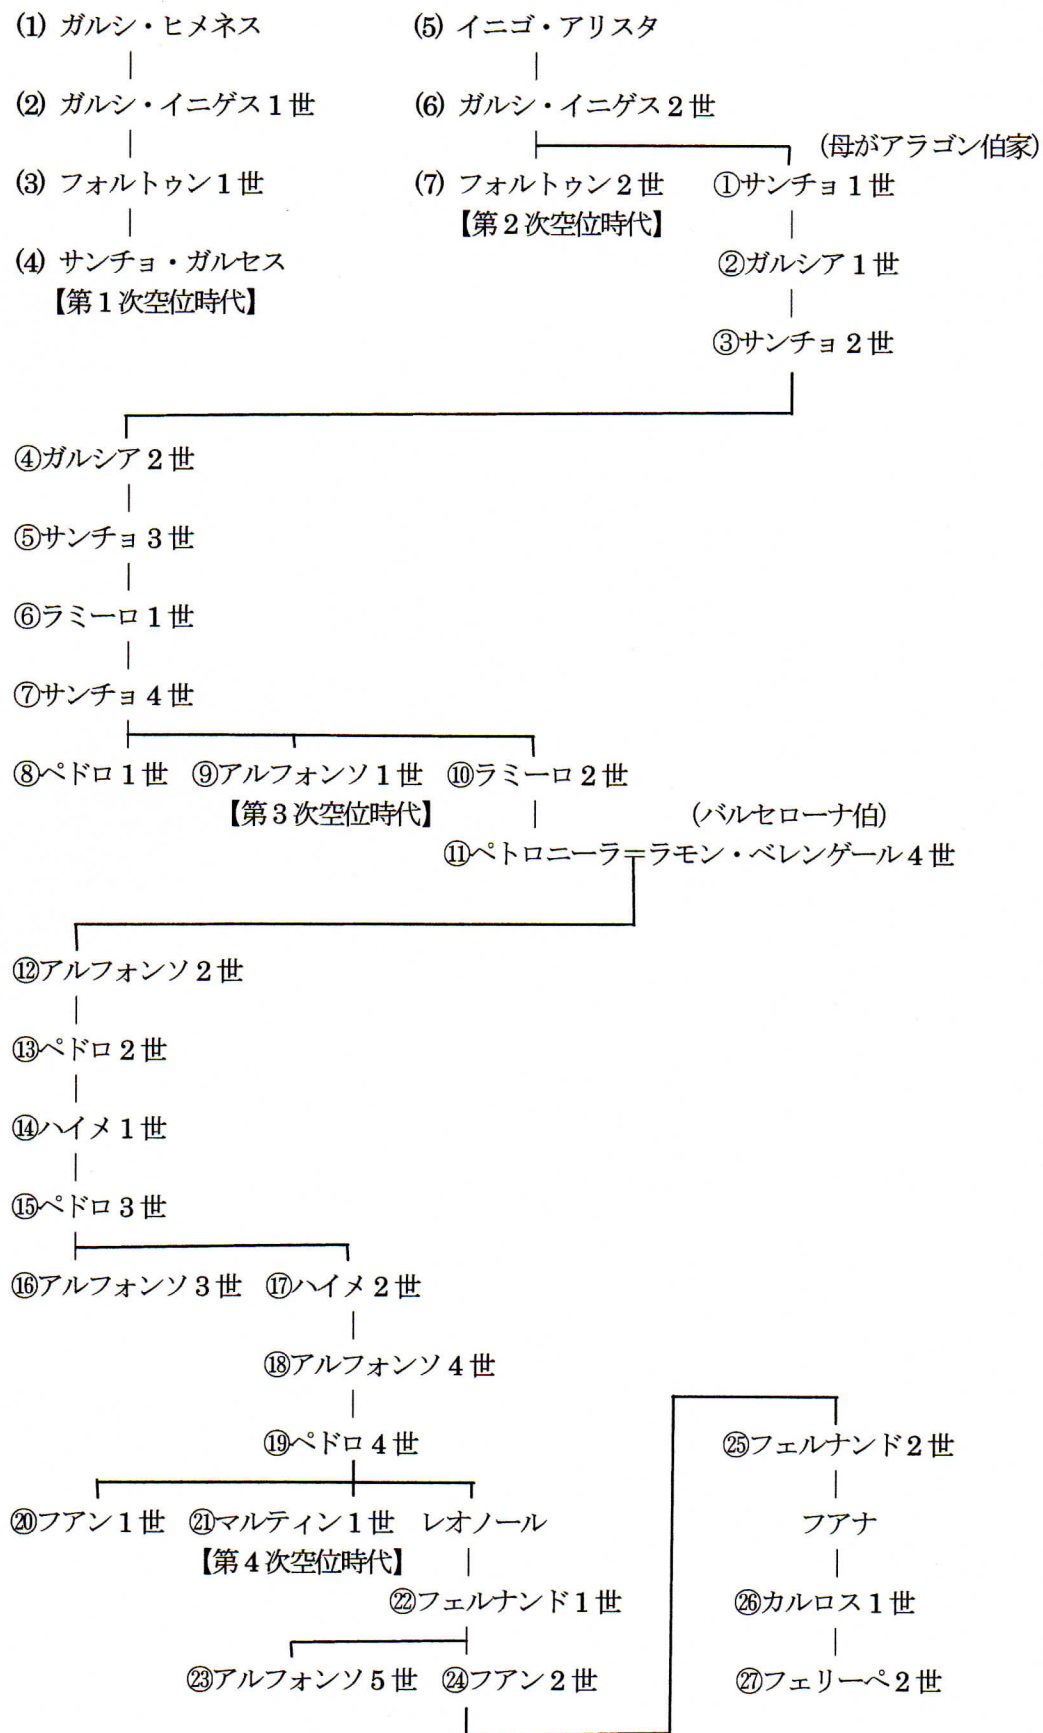 (1) ガルシ・ヒメネス
(5) イニゴ・アリスタ
(2) ガルシ・イニゲス1世
(6) ガルシ・イニゲス2世
(母がアラゴン伯家)
(3) フォルトゥン1世
(7) フォルトゥン2世
①サンチョ1世
【第2次空位時代】
(4) サンチョ・ガルセス
②ガルシア1世
【第1次空位時代】
③サンチョ2世
④ガルシア2世
⑤サンチョ3世
⑥ラミーロ1世
⑦サンチョ4世
⑧ペドロ1世 ⑨アルフォンソ1世 ⑩ラミーロ2世
【第3次空位時代】
(バルセローナ伯)
⑪ペトロニーラ=ラモン・ベレンゲール4世
⑫アルフォンソ2世
⑬ペドロ2世
⑭ハイメ1世
⑮ペドロ3世
⑯アルフォンソ3世 ⑰ハイメ2世
⑱アルフォンソ4世
⑲ペドロ4世
㉕フェルナンド2世
⑳フアン1世 ㉑マルティン1世 レオノール
フアナ
【第4次空位時代】
㉒フェルナンド1世
㉖カルロス1世
㉓アルフォンソ5世 ㉔フアン2世
㉗フェリーペ2世